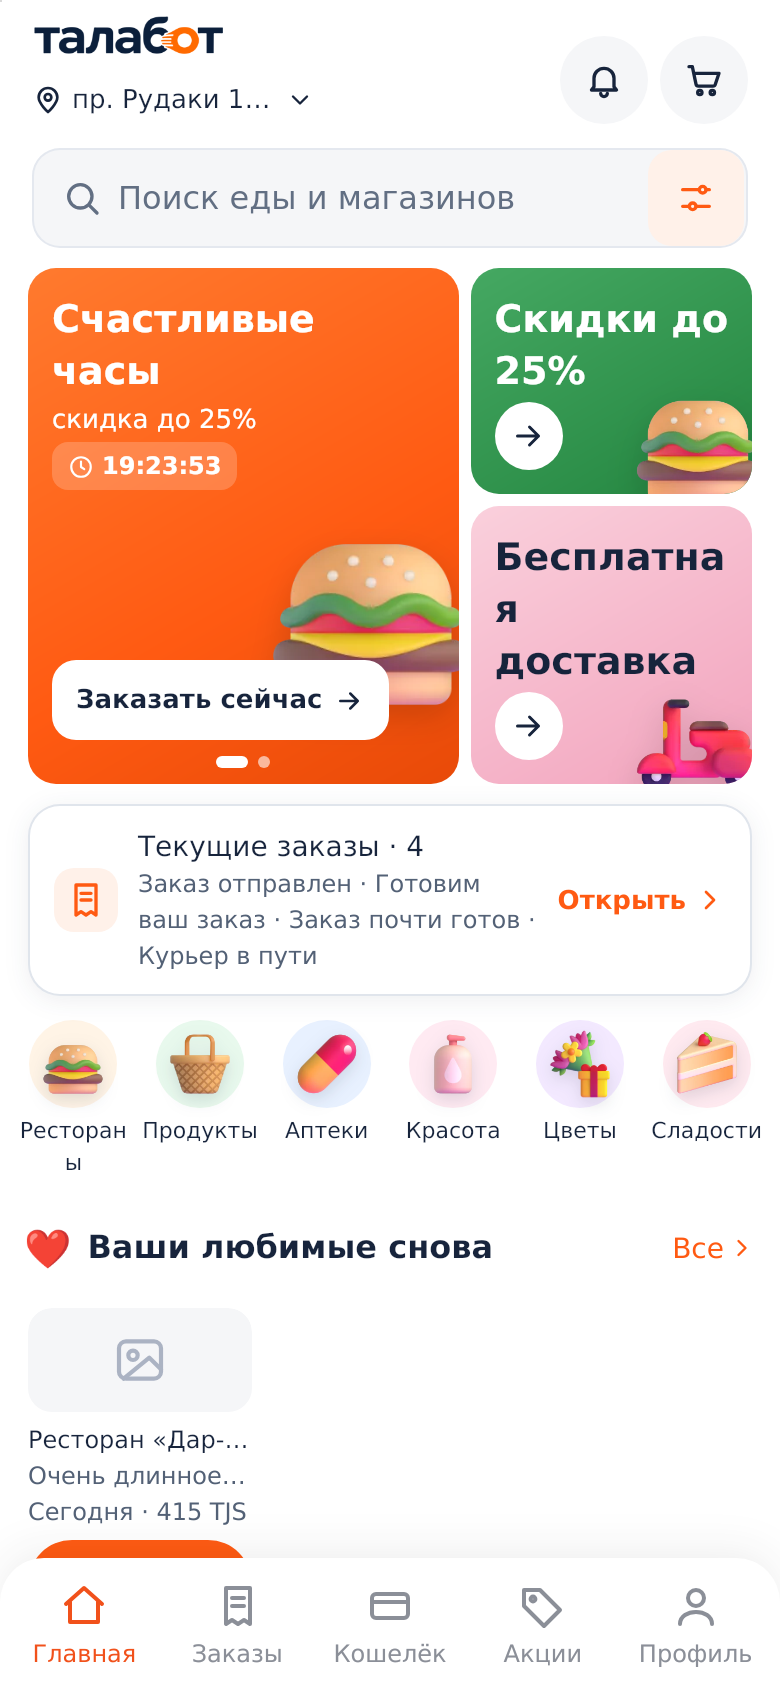 талабот
пр. Рудаки 1...
Поиск еды и магазинов
Счастливые
часы
скидка до 25%
19:23:53
Заказать сейчас
Скидки до
25%
Бесплатна
я
доставка
Текущие заказы · 4
Заказ отправлен · Готовим
ваш заказ · Заказ почти готов ·
Курьер в пути
Открыть
Ресторан
ы
Продукты
Аптеки
Красота
Цветы
Сладости
Ваши любимые снова
Все
Ресторан «Дар-...
Очень длинное...
Сегодня · 415 TJS
Главная
Заказы
Кошелёк
Акции
Профиль